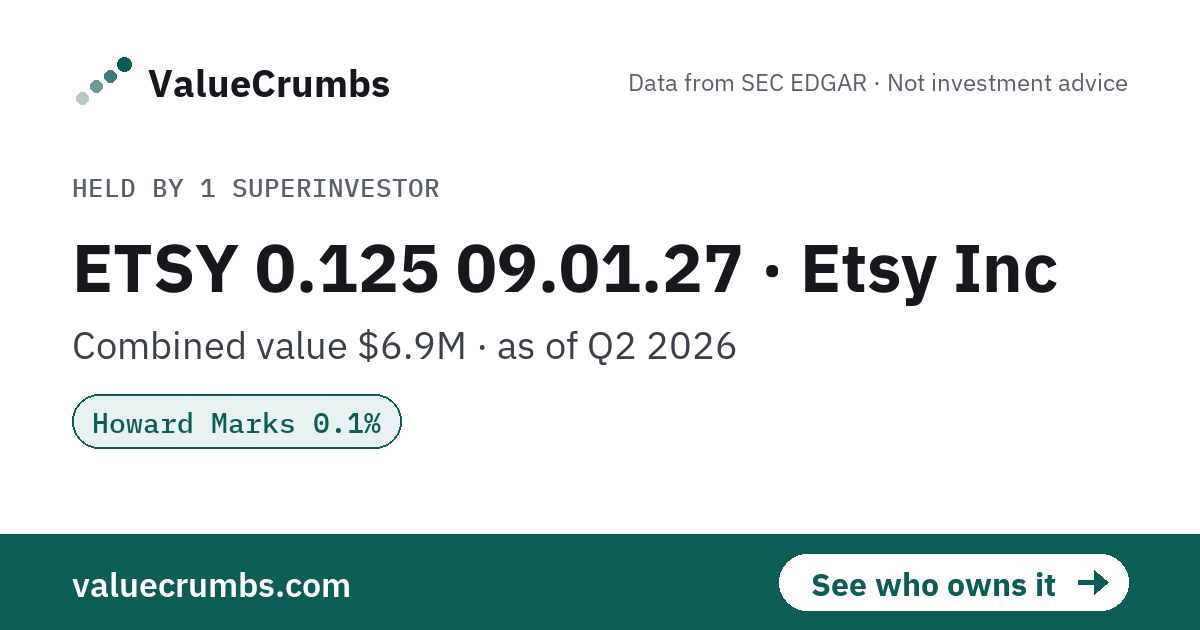 ValueCrumbs
Data from SEC EDGAR · Not investment advice
HELD BY 1 SUPERINVESTOR
ETSY 0.125 09.01.27 · Etsy Inc
Combined value $6.9M · as of Q2 2026
Howard Marks 0.1%
valuecrumbs.com
See who owns it